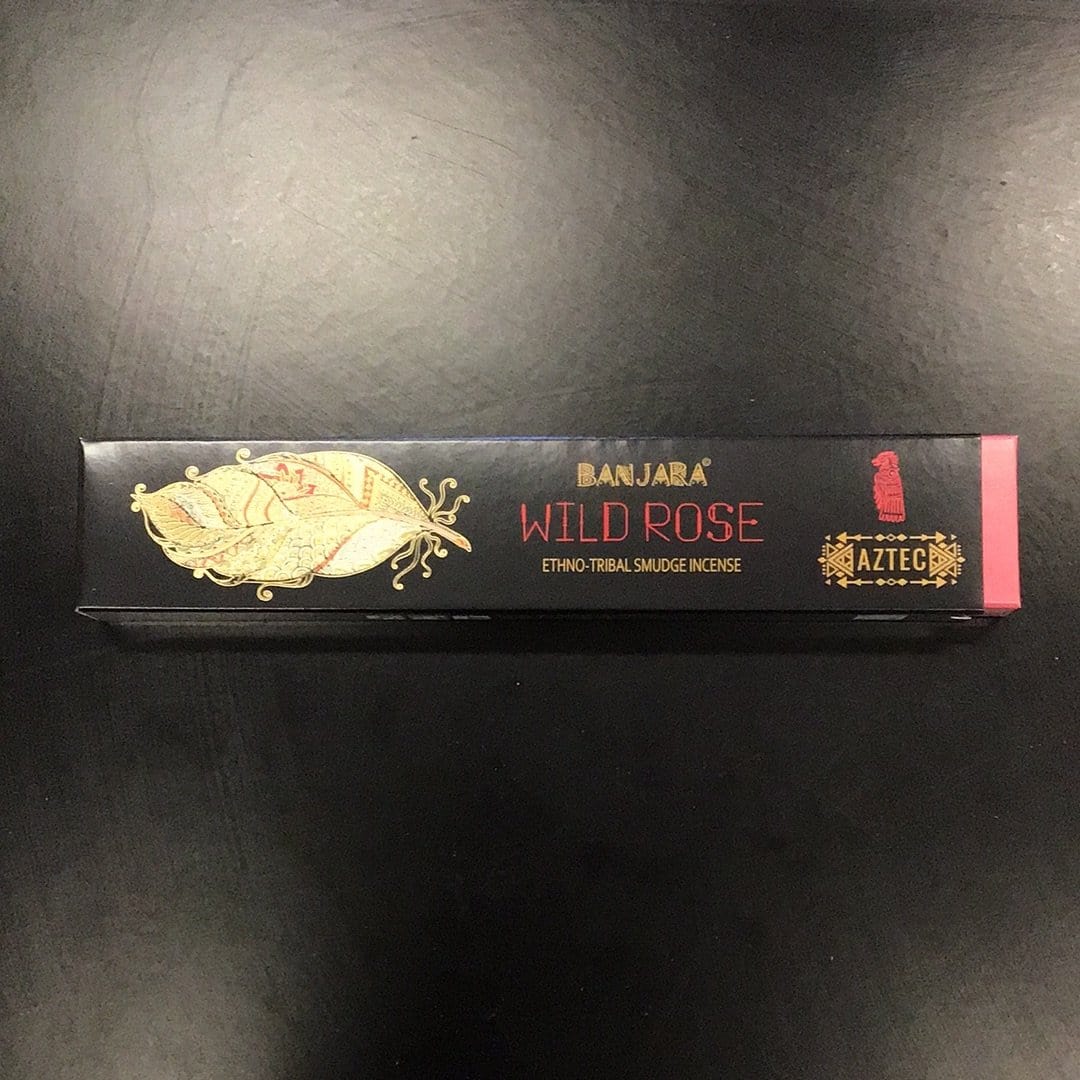 BANJARA®
WILD ROSE
ETHNO-TRIBAL SMUDGE INCENSE
AZTEC